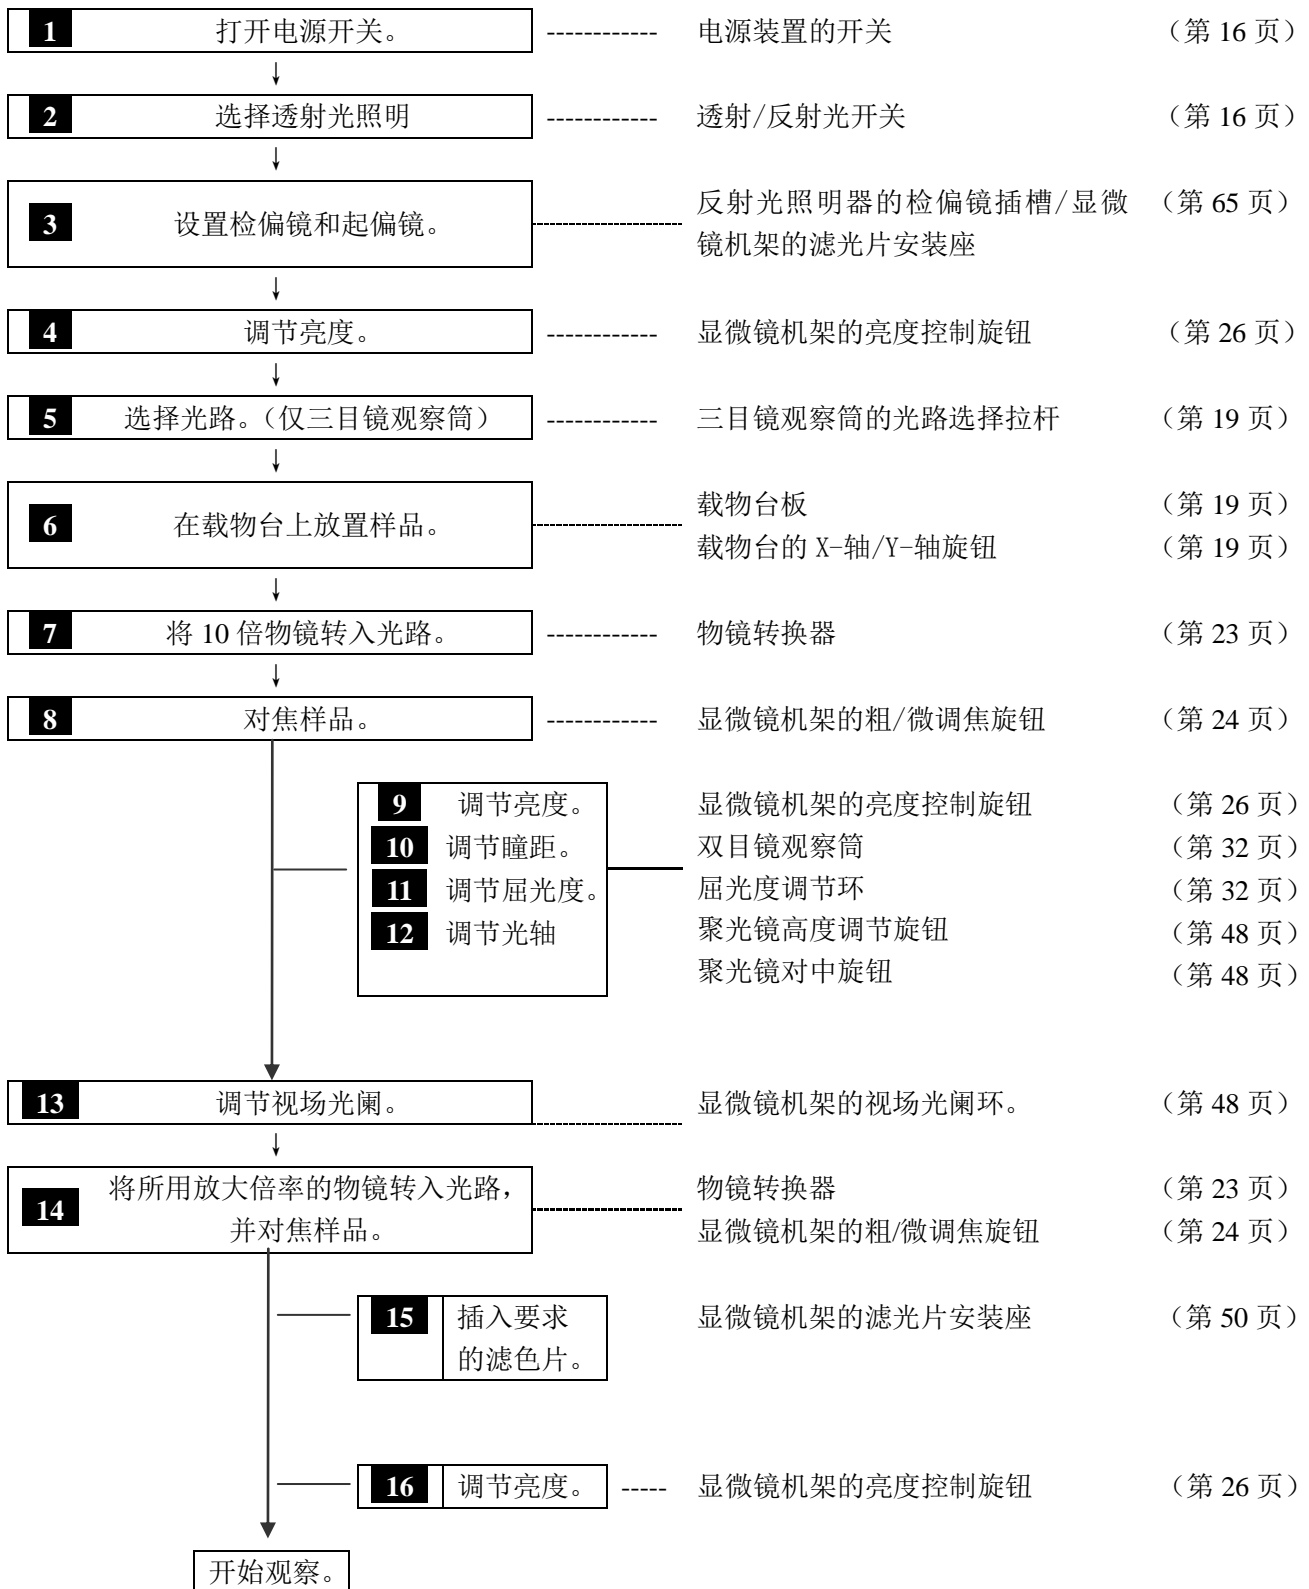 1 打开电源开关。 ------------ 电源装置的开关 （第 16 页）
↓
2 选择透射光照明 ------------ 透射/反射光开关 （第 16 页）
↓
3 设置检偏镜和起偏镜。 反射光照明器的检偏镜插槽/显微 （第 65 页）
镜机架的滤光片安装座
↓
4 调节亮度。 ------------ 显微镜机架的亮度控制旋钮 （第 26 页）
↓
5 选择光路。（仅三目镜观察筒） ------------ 三目镜观察筒的光路选择拉杆 （第 19 页）
↓
6 在载物台上放置样品。 载物台板 （第 19 页）
载物台的 X-轴/Y-轴旋钮 （第 19 页）
↓
7 将 10 倍物镜转入光路。 ------------ 物镜转换器 （第 23 页）
↓
8 对焦样品。 ------------ 显微镜机架的粗/微调焦旋钮 （第 24 页）
9 调节亮度。 显微镜机架的亮度控制旋钮 （第 26 页）
10 调节瞳距。 双目镜观察筒 （第 32 页）
11 调节屈光度。 屈光度调节环 （第 32 页）
12 调节光轴 聚光镜高度调节旋钮 （第 48 页）
聚光镜对中旋钮 （第 48 页）
13 调节视场光阑。 显微镜机架的视场光阑环。 （第 48 页）
↓
14 将所用放大倍率的物镜转入光路， 物镜转换器 （第 23 页）
并对焦样品。 显微镜机架的粗/微调焦旋钮 （第 24 页）
15 插入要求 显微镜机架的滤光片安装座 （第 50 页）
的滤色片。
16 调节亮度。 ----- 显微镜机架的亮度控制旋钮 （第 26 页）
开始观察。